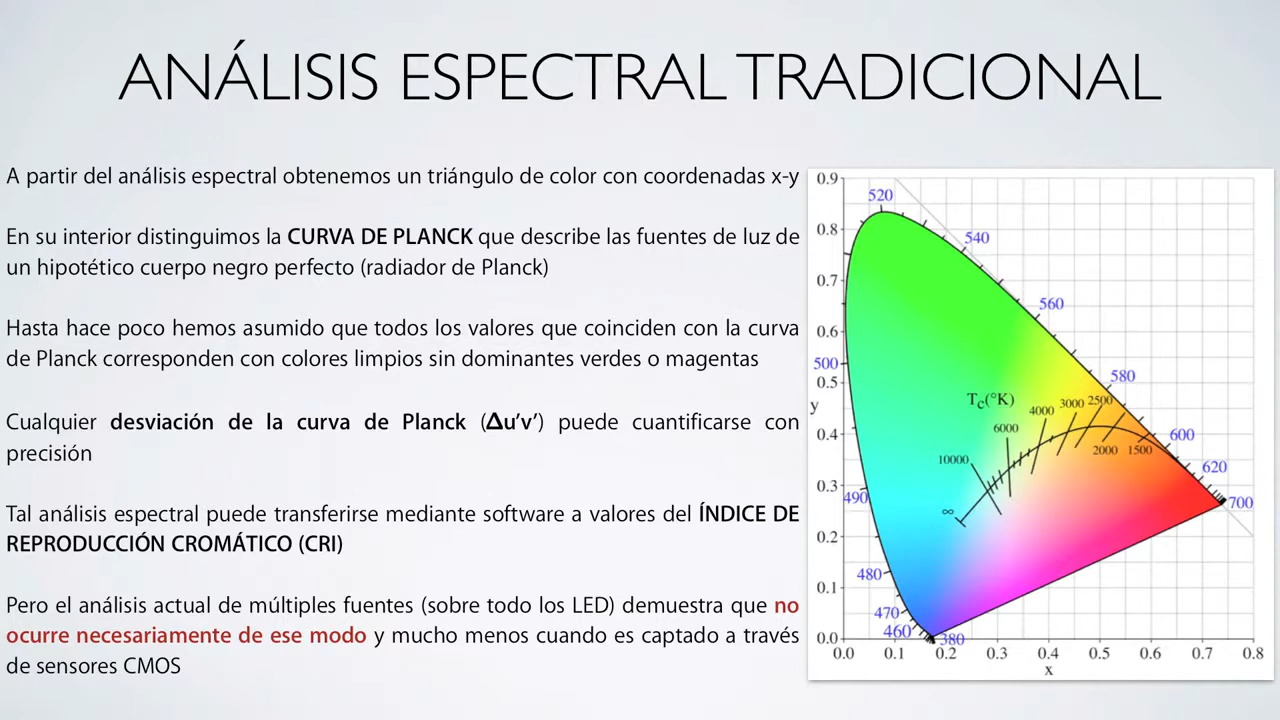 ANÁLISIS ESPECTRAL TRADICIONAL
A partir del análisis espectral obtenemos un triángulo de color con coordenadas x-y
En su interior distinguimos la CURVA DE PLANCK que describe las fuentes de luz de
un hipotético cuerpo negro perfecto (radiador de Planck)
Hasta hace poco hemos asumido que todos los valores que coinciden con la curva
de Planck corresponden con colores limpios sin dominantes verdes o magentas
Cualquier desviación de la curva de Planck (Δu’v’) puede cuantificarse con
precisión
Tal análisis espectral puede transferirse mediante software a valores del ÍNDICE DE
REPRODUCCIÓN CROMÁTICO (CRI)
Pero el análisis actual de múltiples fuentes (sobre todo los LED) demuestra que no
ocurre necesariamente de ese modo y mucho menos cuando es captado a través
de sensores CMOS
0.9
520
0.8
540
0.7
560
0.6
500
580
0.5
y
Tc(°K)
4000
3000
2500
6000
0.4
600
2000
1500
10000
620
0.3
490
700
∞
0.2
480
0.1
470
460
0.0
380
0.0 0.1 0.2 0.3 0.4 0.5 0.6 0.7 0.8
x